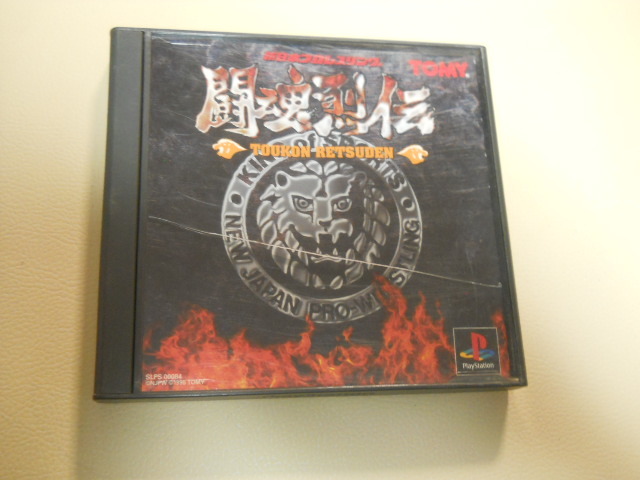 新日本プロレスリング
TOMY
闘魂烈伝
TOUKON RETSUDEN
KING OF SPORTS
NEW JAPAN PRO-WRESTLING
PlayStation